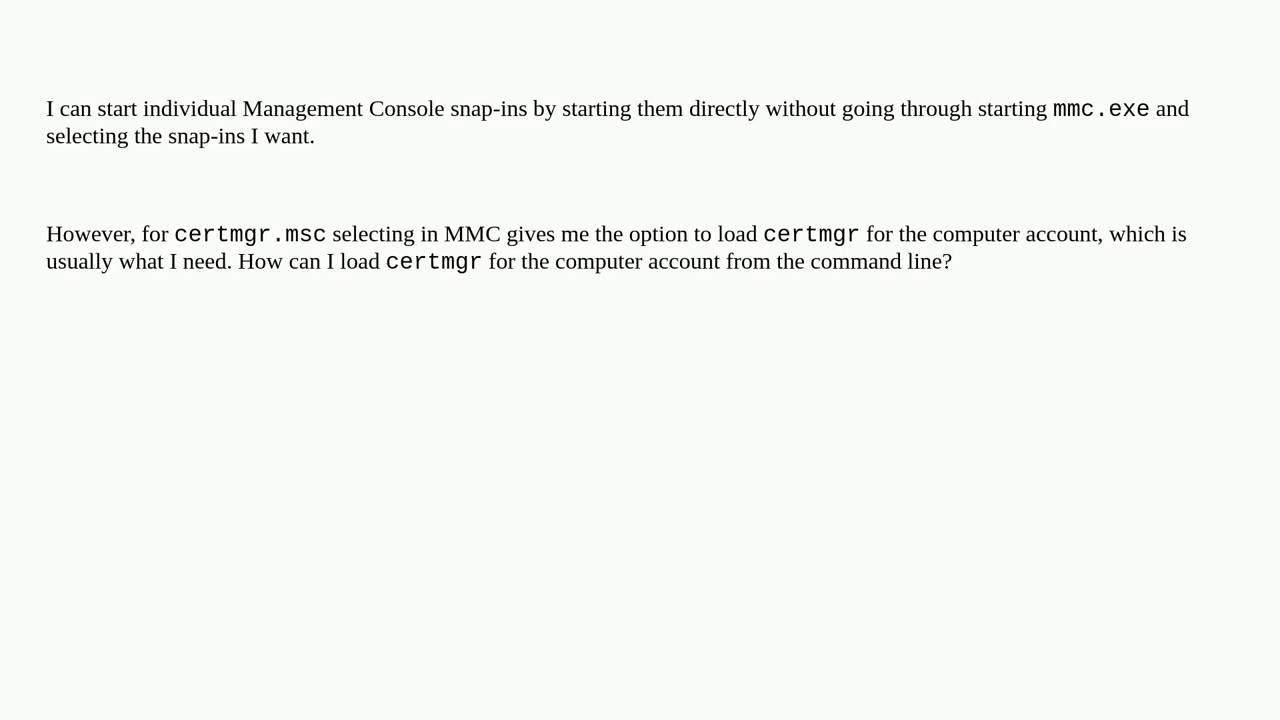 I can start individual Management Console snap-ins by starting them directly without going through starting mmc.exe and
selecting the snap-ins I want.
However, for certmgr.msc selecting in MMC gives me the option to load certmgr for the computer account, which is
usually what I need. How can I load certmgr for the computer account from the command line?